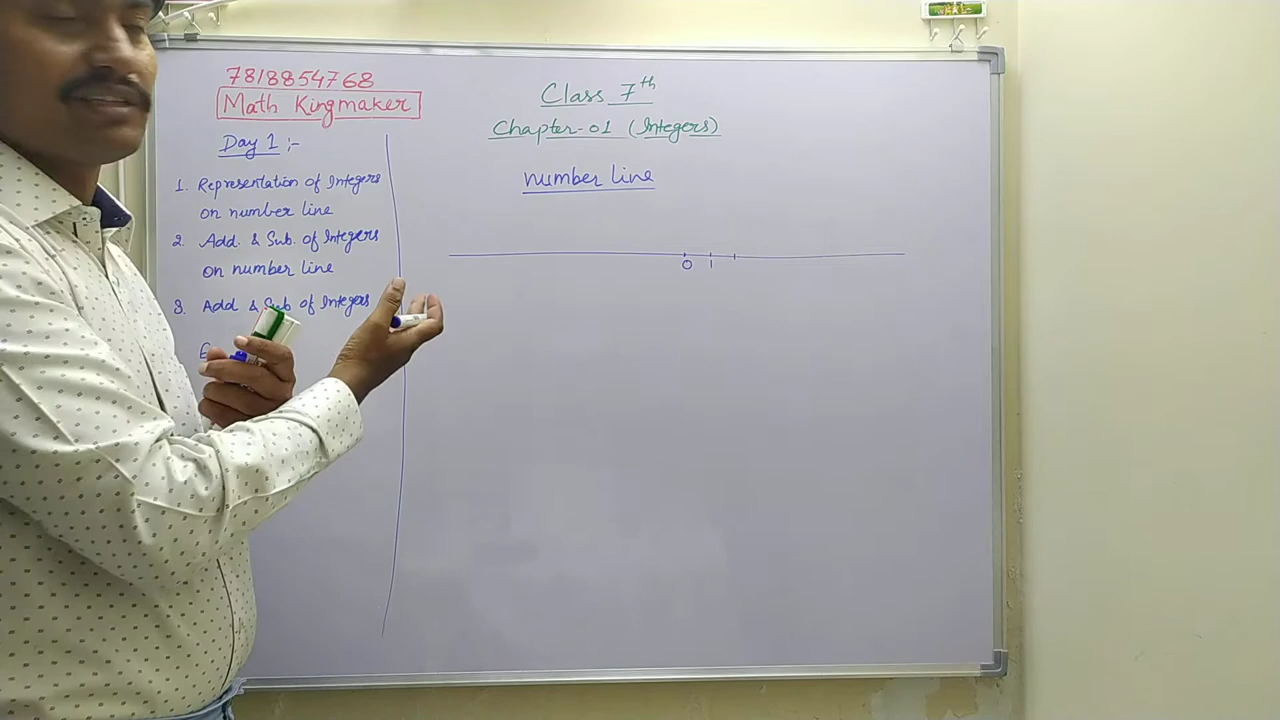 7818854768
Math Kingmaker
Day 1 :-
1. Representation of Integers
on number line
2. Add. & Sub. of Integers
on number line
3. Add & Sub of Integers
Class 7th
Chapter-01 (Integers)
number line
0 1